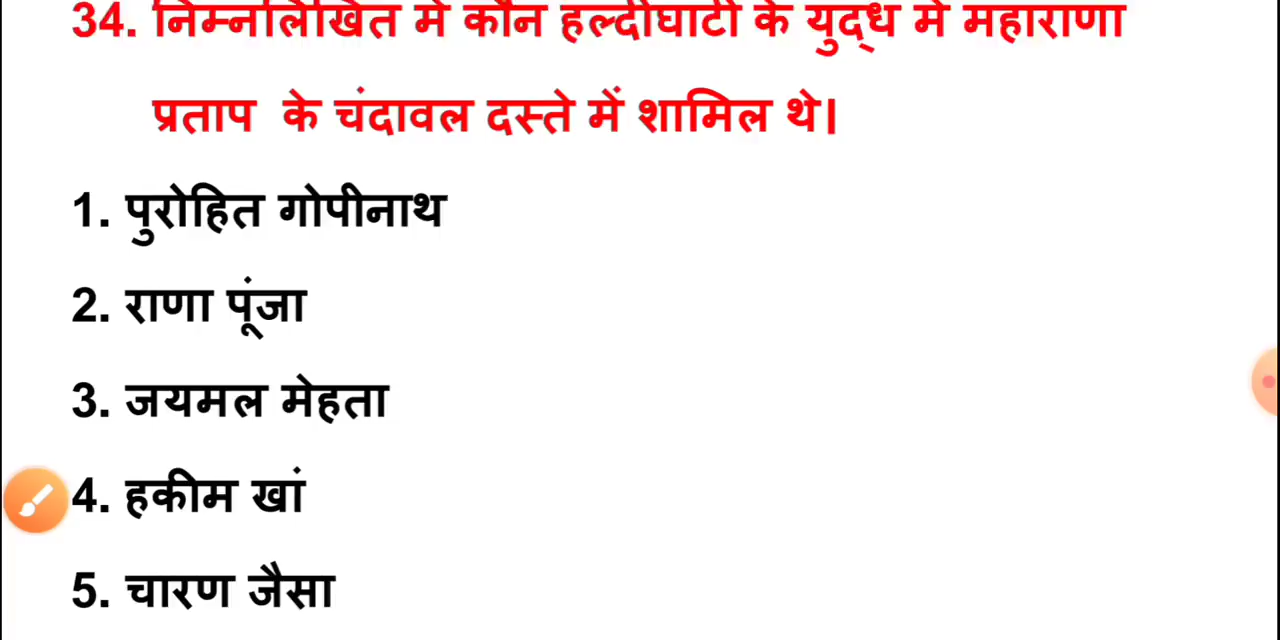 34. निम्नलिखित में कौन हल्दीघाटी के युद्ध में महाराणा
प्रताप के चंदावल दस्ते में शामिल थे।
1. पुरोहित गोपीनाथ
2. राणा पूंजा
3. जयमल मेहता
4. हकीम खां
5. चारण जैसा